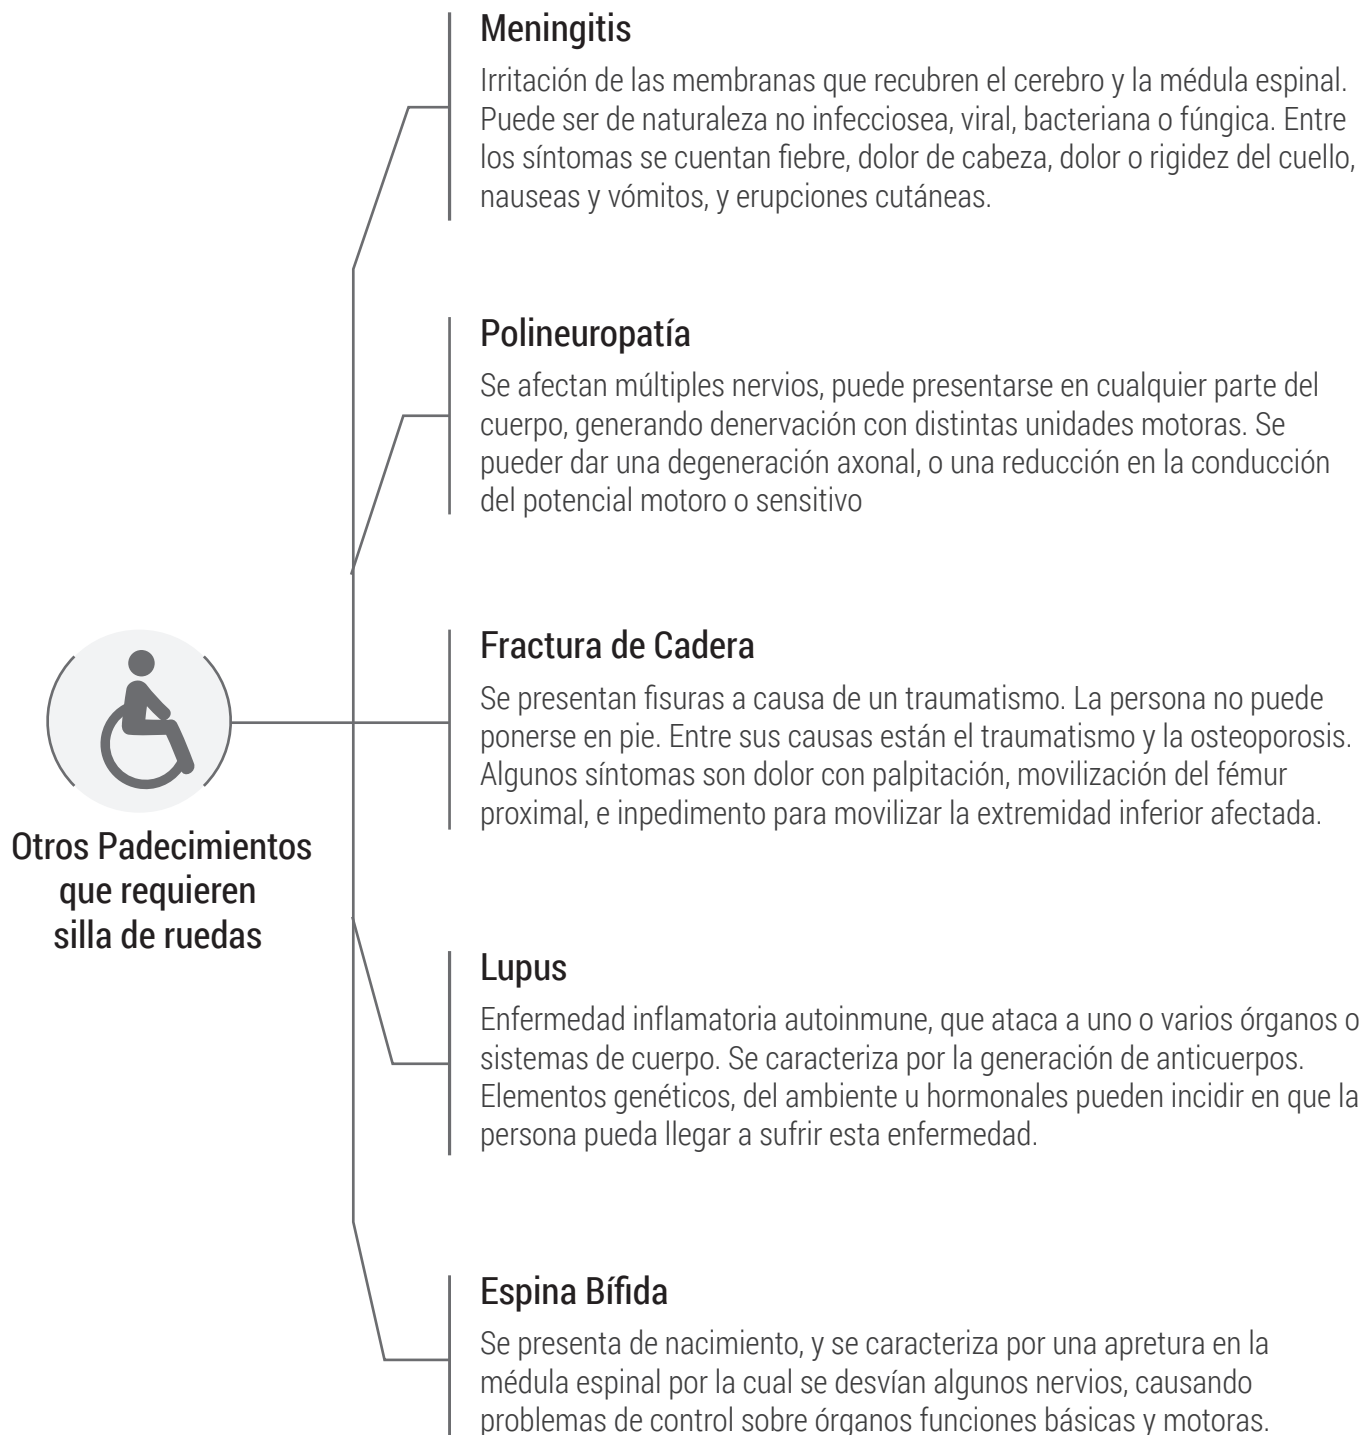 Meningitis
Irritación de las membranas que recubren el cerebro y la médula espinal.
Puede ser de naturaleza no infecciosea, viral, bacteriana o fúngica. Entre
los síntomas se cuentan fiebre, dolor de cabeza, dolor o rigidez del cuello,
nauseas y vómitos, y erupciones cutáneas.
Polineuropatía
Se afectan múltiples nervios, puede presentarse en cualquier parte del
cuerpo, generando denervación con distintas unidades motoras. Se
pueder dar una degeneración axonal, o una reducción en la conducción
del potencial motoro o sensitivo
Fractura de Cadera
Se presentan fisuras a causa de un traumatismo. La persona no puede
ponerse en pie. Entre sus causas están el traumatismo y la osteoporosis.
Algunos síntomas son dolor con palpitación, movilización del fémur
proximal, e inpedimento para movilizar la extremidad inferior afectada.
Otros Padecimientos
que requieren
silla de ruedas
Lupus
Enfermedad inflamatoria autoinmune, que ataca a uno o varios órganos o
sistemas de cuerpo. Se caracteriza por la generación de anticuerpos.
Elementos genéticos, del ambiente u hormonales pueden incidir en que la
persona pueda llegar a sufrir esta enfermedad.
Espina Bífida
Se presenta de nacimiento, y se caracteriza por una apretura en la
médula espinal por la cual se desvían algunos nervios, causando
problemas de control sobre órganos funciones básicas y motoras.